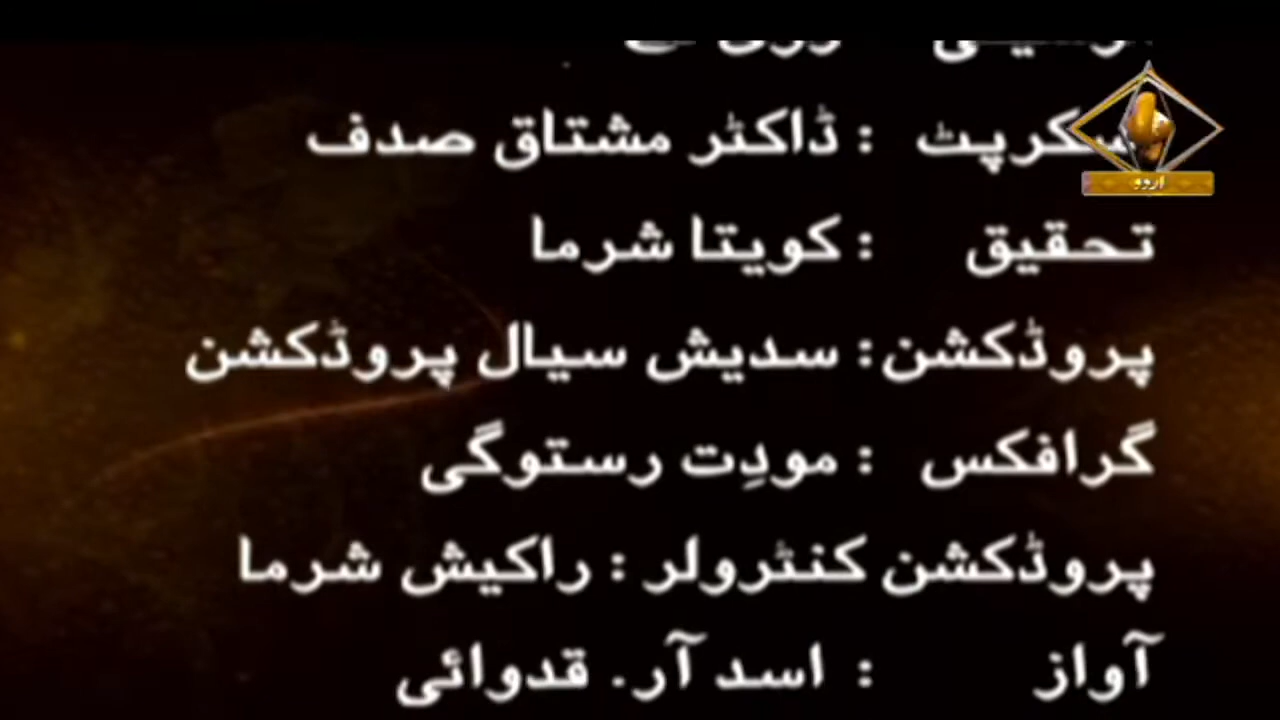 سکرپٹ : ڈاکٹر مشتاق صدف
اردو
تحقیق : کویتا شرما
پروڈکشن : سدیش سیال پروڈکشن
گرافکس : مودِت رستوگی
پروڈکشن کنٹرولر : راکیش شرما
آواز : اسد آر۔ قدوائی